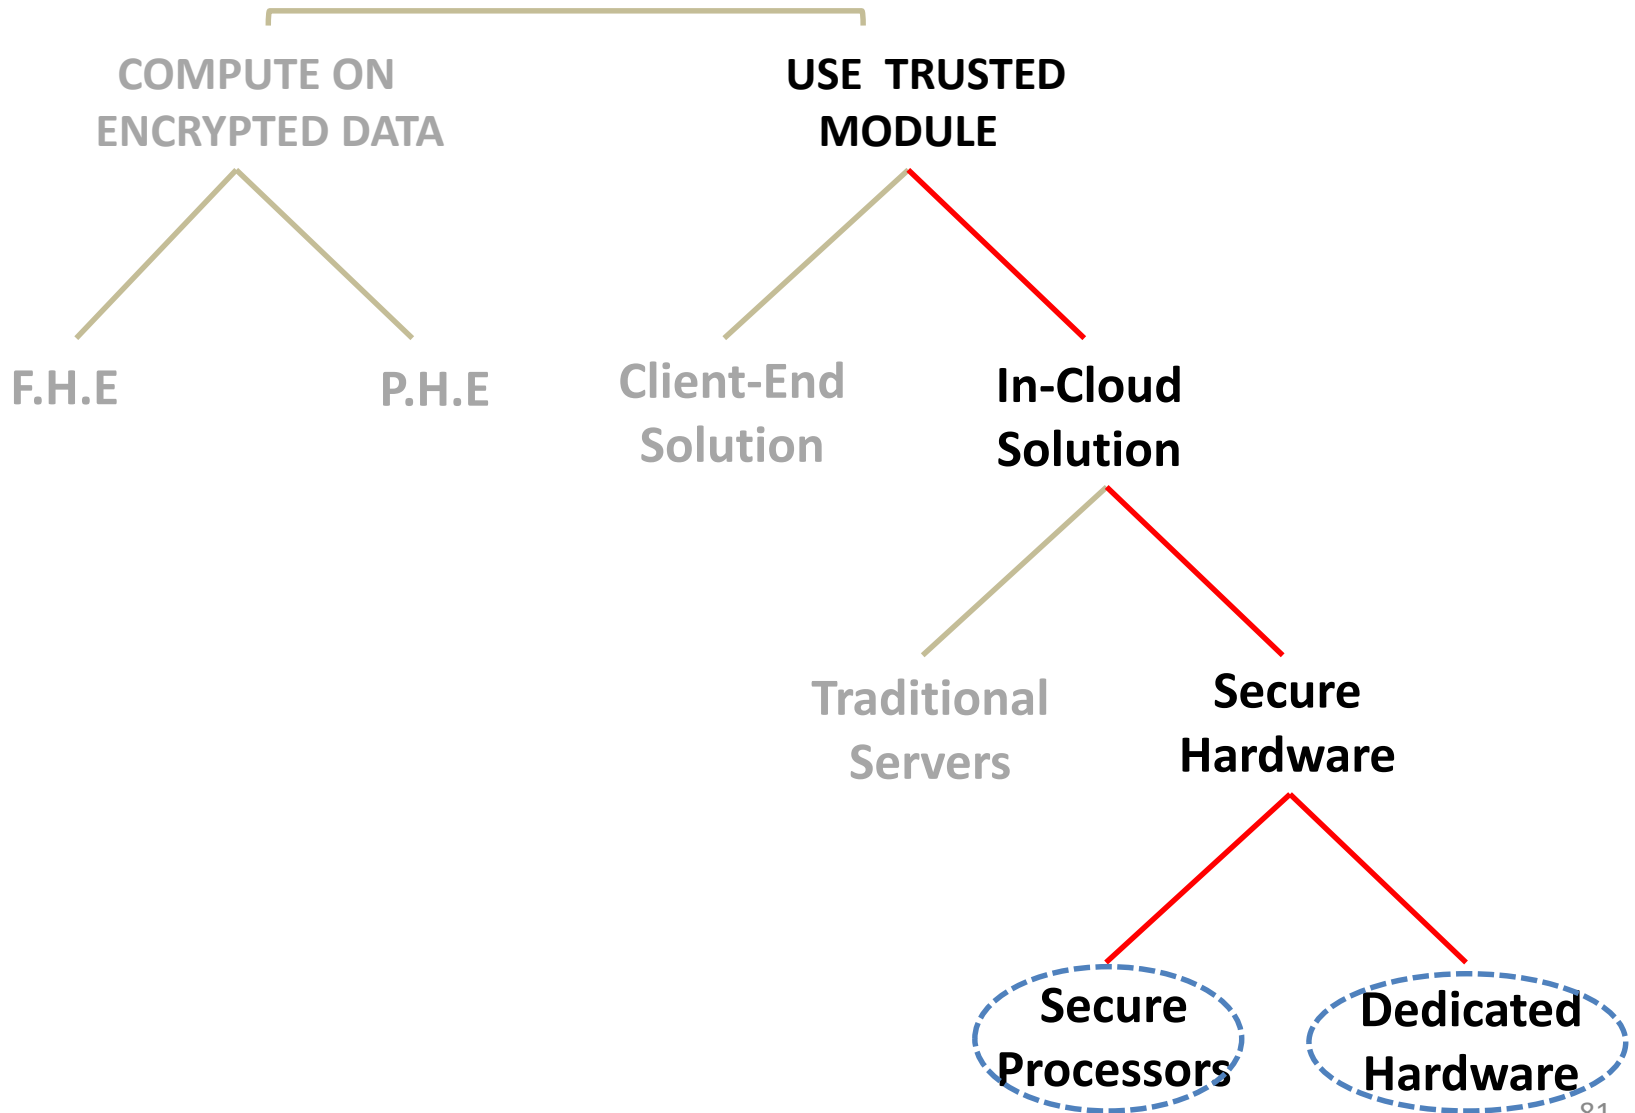 COMPUTE ON
ENCRYPTED DATA
USE TRUSTED
MODULE
F.H.E
P.H.E
Client-End
Solution
In-Cloud
Solution
Traditional
Servers
Secure
Hardware
Secure
Processors
Dedicated
Hardware
81